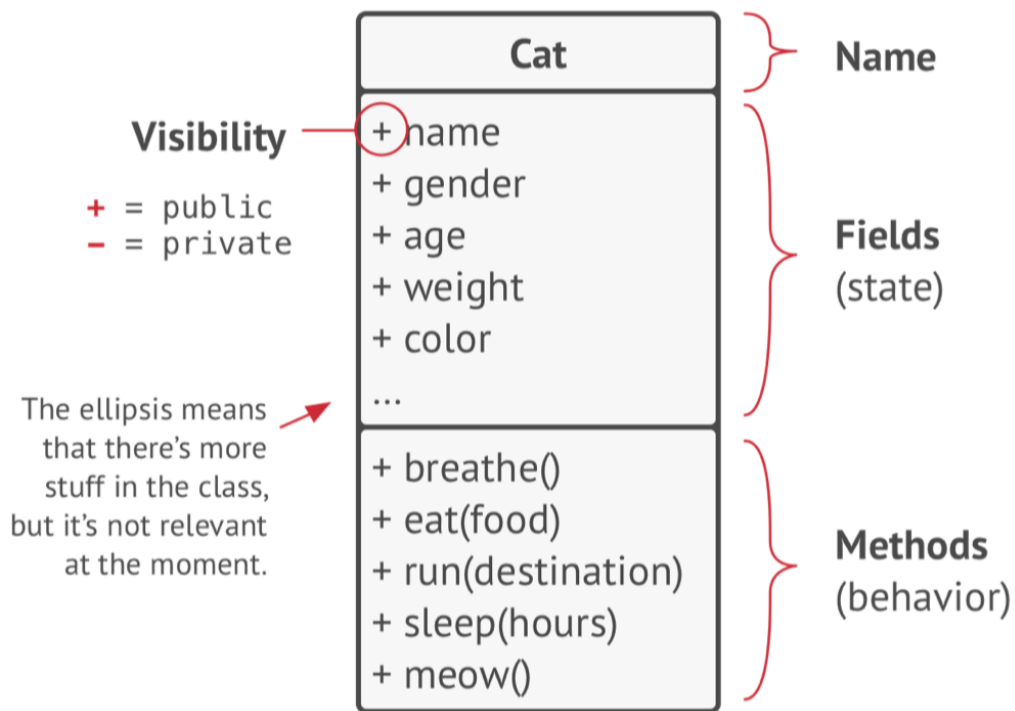 Cat
Name
Visibility
+ = public
− = private
+ name
+ gender
+ age
+ weight
+ color
...
Fields
(state)
The ellipsis means
that there’s more
stuff in the class,
but it’s not relevant
at the moment.
+ breathe()
+ eat(food)
+ run(destination)
+ sleep(hours)
+ meow()
Methods
(behavior)